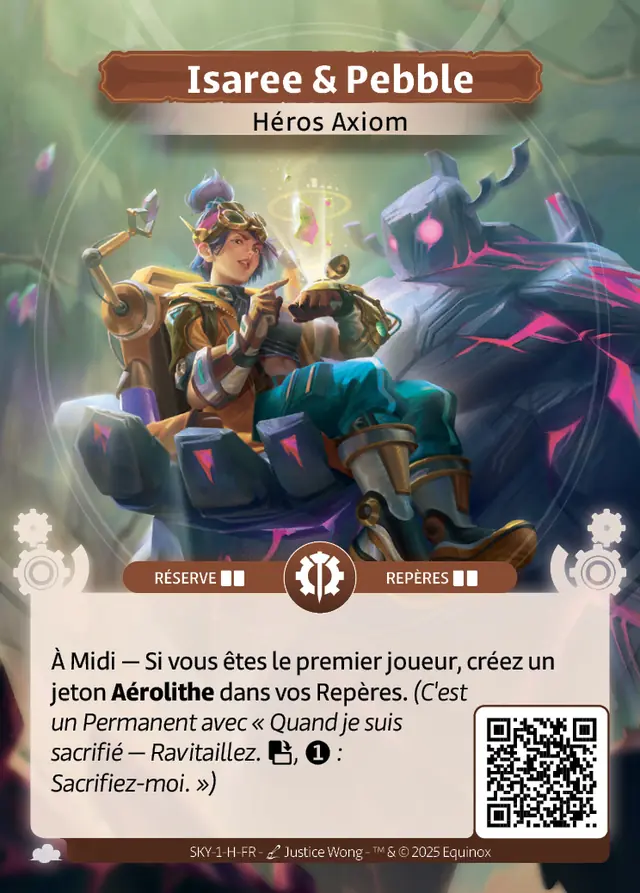 Isaree & Pebble
Héros Axiom
RÉSERVE
REPÈRES
À Midi — Si vous êtes le premier joueur, créez un
jeton Aérolithe dans vos Repères. (C'est
un Permanent avec « Quand je suis
sacrifié — Ravitaillez. , 1 :
Sacrifiez-moi. »)
SKY-1-H-FR - Justice Wong - ™ & © 2025 Equinox